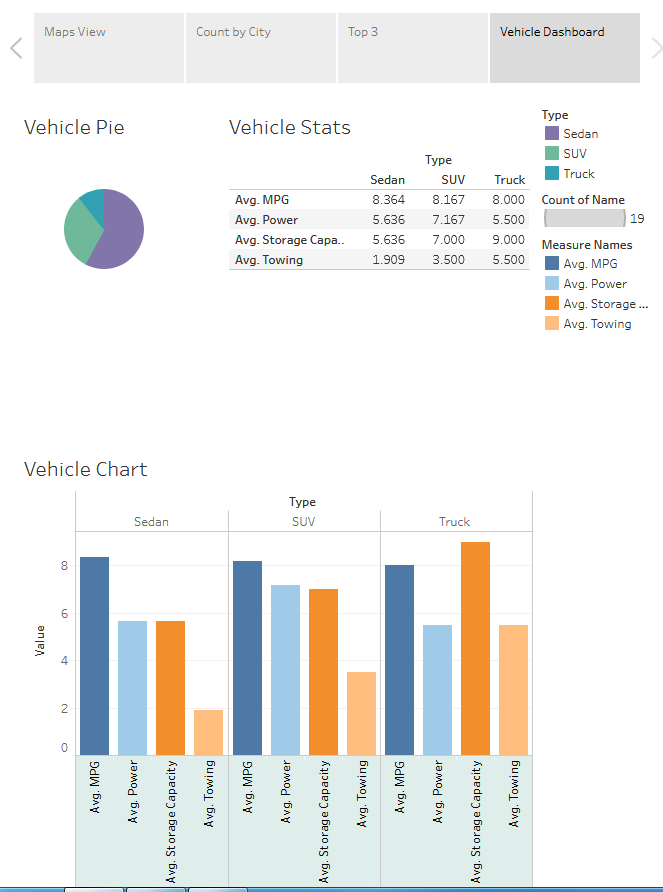 Maps View
Count by City
Top 3
Vehicle Dashboard
Vehicle Pie
Vehicle Stats
Type
Sedan SUV Truck
Avg. MPG 8.364 8.167 8.000
Avg. Power 5.636 7.167 5.500
Avg. Storage Capa.. 5.636 7.000 9.000
Avg. Towing 1.909 3.500 5.500
Type
Sedan
SUV
Truck
Count of Name
19
Measure Names
Avg. MPG
Avg. Power
Avg. Storage ...
Avg. Towing
Vehicle Chart
Type
Sedan SUV Truck
Value
8
6
4
2
0
Avg. MPG
Avg. Power
Avg. Storage Capacity
Avg. Towing
Avg. MPG
Avg. Power
Avg. Storage Capacity
Avg. Towing
Avg. MPG
Avg. Power
Avg. Storage Capacity
Avg. Towing